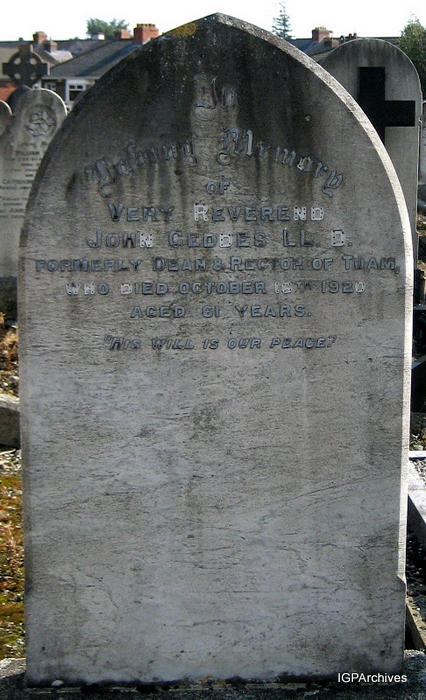 In
Loving Memory
OF
VERY REVEREND
JOHN GEDDES LL.D.
FORMERLY DEAN & RECTOR OF TUAM,
WHO DIED OCTOBER 18TH 1920
AGED 61 YEARS.
"HIS WILL IS OUR PEACE."
IGPArchives